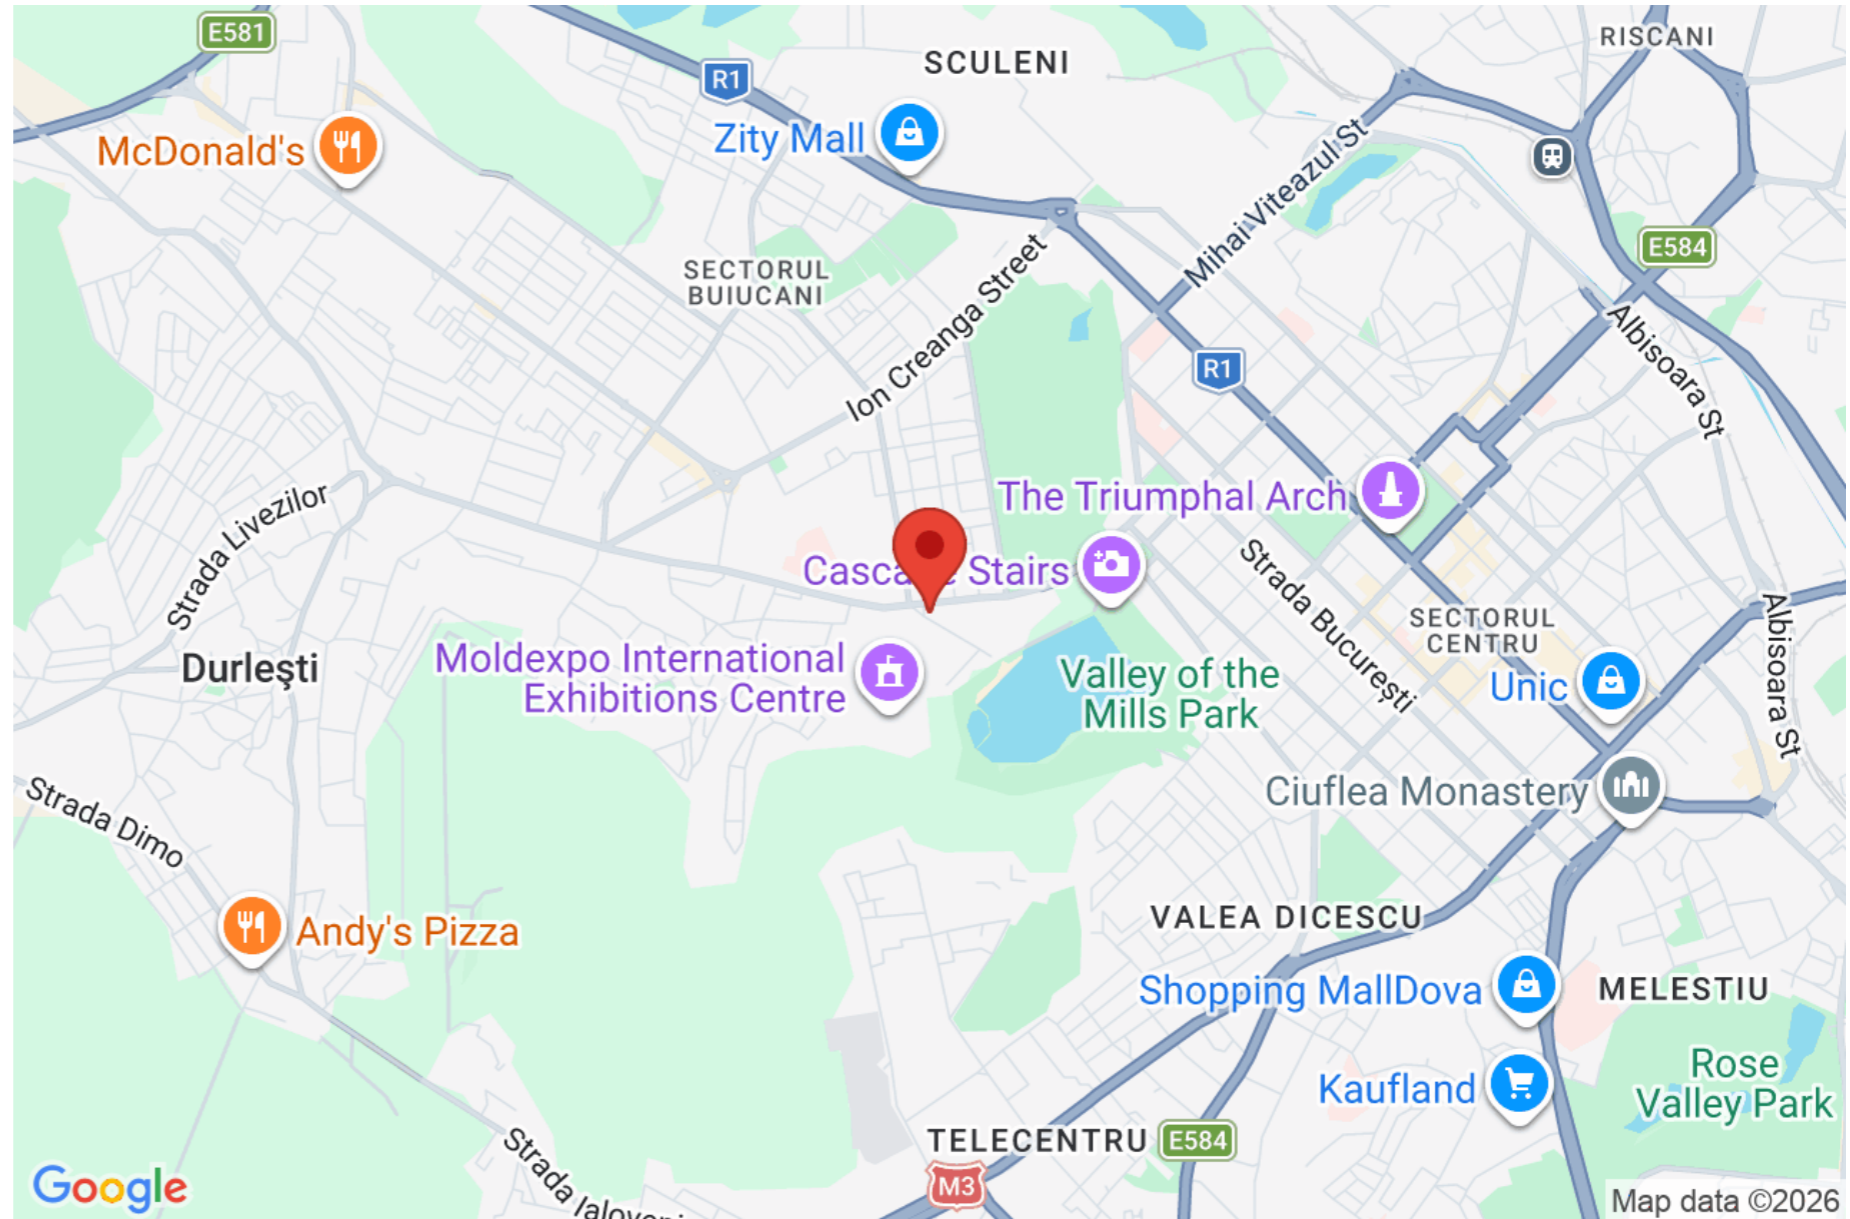 E581
R1
SCULENI
RISCANI
McDonald's
Zity Mall
Mihai Viteazul St
E584
SECTORUL
BUIUCANI
Ion Creanga Street
Albisoara St
R1
Strada Livezilor
The Triumphal Arch
Stairs
Strada București
SECTORUL
CENTRU
Albisoara St
Durlești
Moldexpo International
Exhibitions Centre
Valley of the
Mills Park
Unic
Strada Dimo
Ciuflea Monastery
Andy's Pizza
VALEA DICESCU
Shopping MallDova
MELESTIU
Rose
Valley Park
Kaufland
TELECENTRU
E584
M3
Strada
Google
Map data ©2026